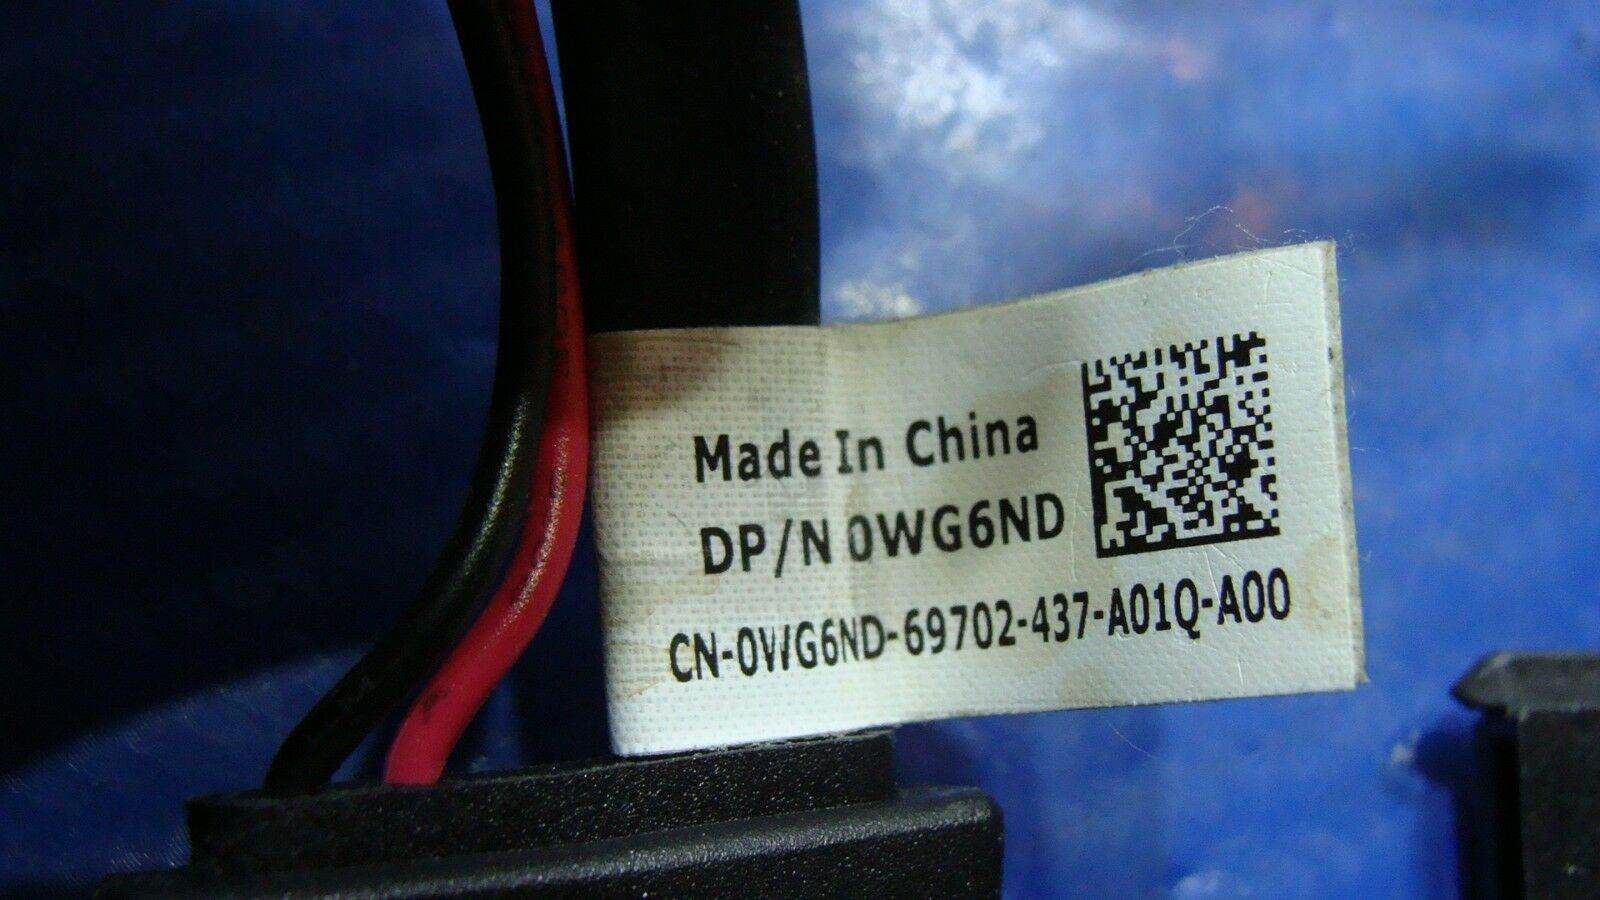 Made In China
DP/N 0WG6ND
CN-0WG6ND-69702-437-A01Q-A00